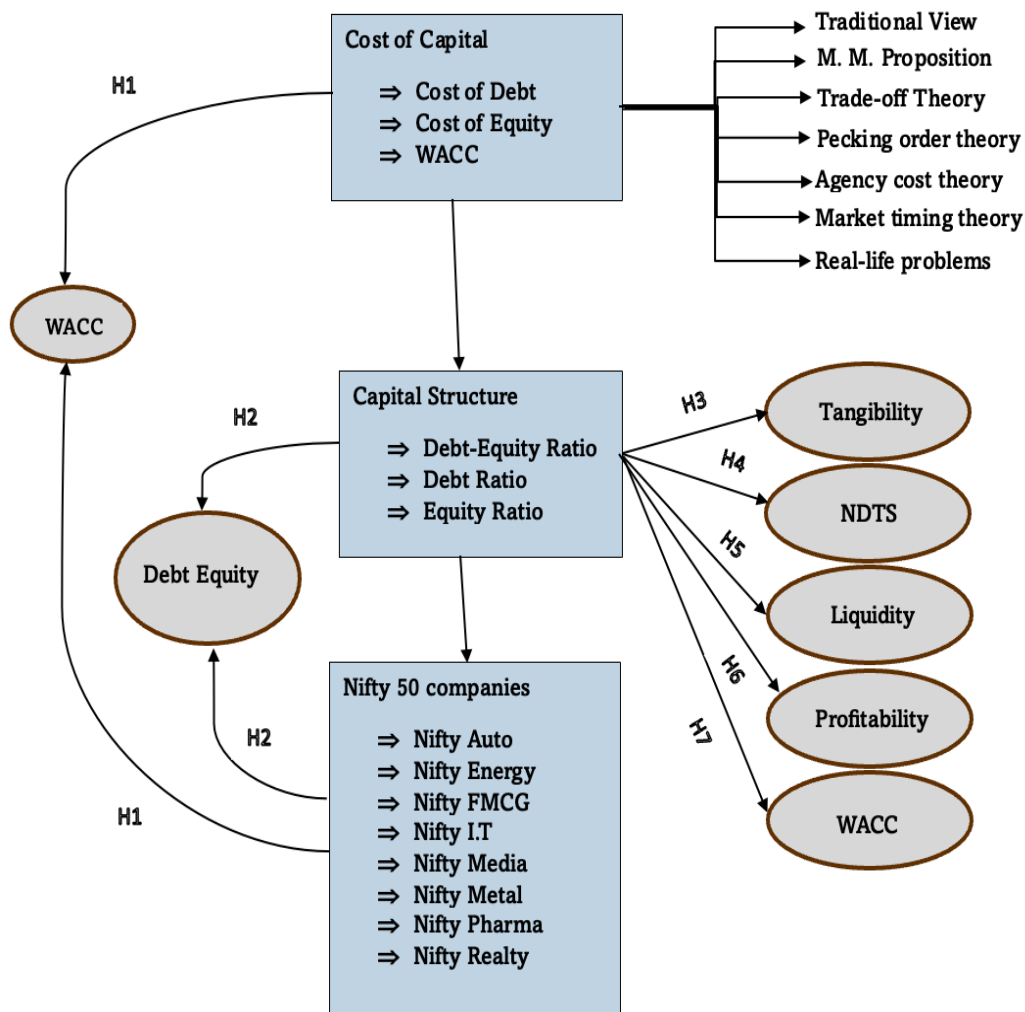 Cost of Capital
⇒ Cost of Debt
⇒ Cost of Equity
⇒ WACC
Traditional View
M. M. Proposition
Trade-off Theory
Pecking order theory
Agency cost theory
Market timing theory
Real-life problems
H1
WACC
Capital Structure
⇒ Debt-Equity Ratio
⇒ Debt Ratio
⇒ Equity Ratio
H2
Debt Equity
H3
H4
H5
H6
H7
Tangibility
NDTS
Liquidity
Profitability
WACC
Nifty 50 companies
⇒ Nifty Auto
⇒ Nifty Energy
⇒ Nifty FMCG
⇒ Nifty I.T
⇒ Nifty Media
⇒ Nifty Metal
⇒ Nifty Pharma
⇒ Nifty Realty
H2
H1